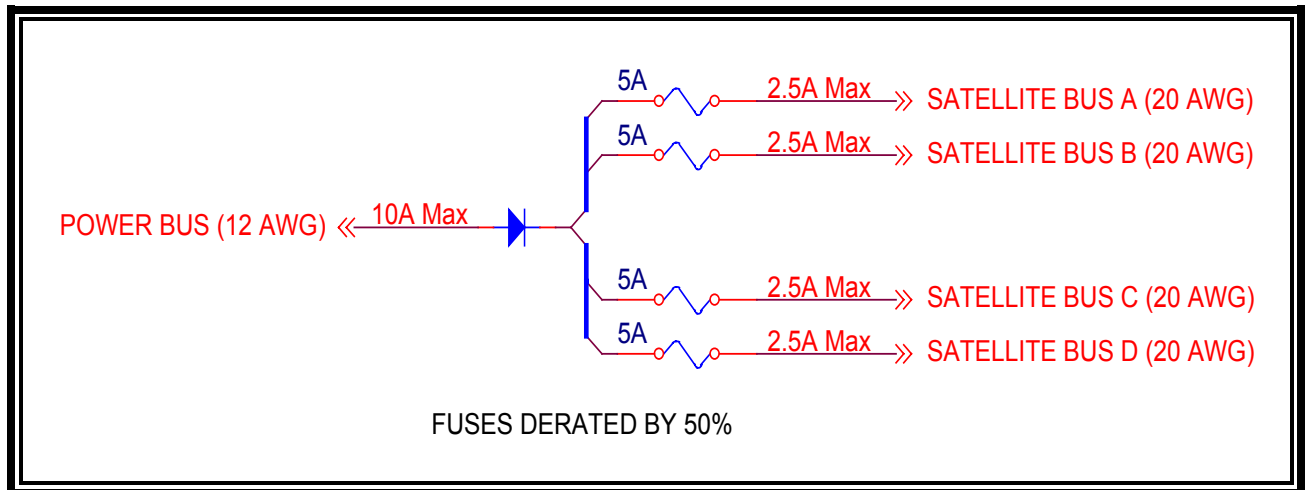 5A 2.5A Max SATELLITE BUS A (20 AWG)
5A 2.5A Max SATELLITE BUS B (20 AWG)
POWER BUS (12 AWG) 10A Max
5A 2.5A Max SATELLITE BUS C (20 AWG)
5A 2.5A Max SATELLITE BUS D (20 AWG)
FUSES DERATED BY 50%